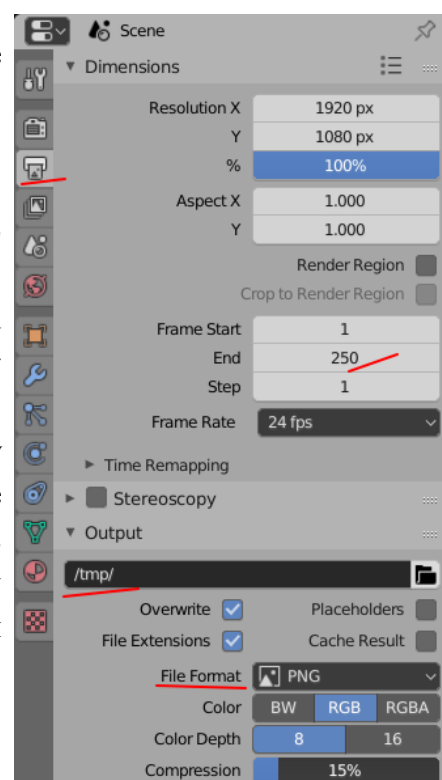 Scene
Dimensions
Resolution X 1920 px
Y 1080 px
% 100%
Aspect X 1.000
Y 1.000
Render Region
Crop to Render Region
Frame Start 1
End 250
Step 1
Frame Rate 24 fps
Time Remapping
Stereoscopy
Output
/tmp/
Overwrite Placeholders
File Extensions Cache Result
File Format PNG
Color BW RGB RGBA
Color Depth 8 16
Compression 15%